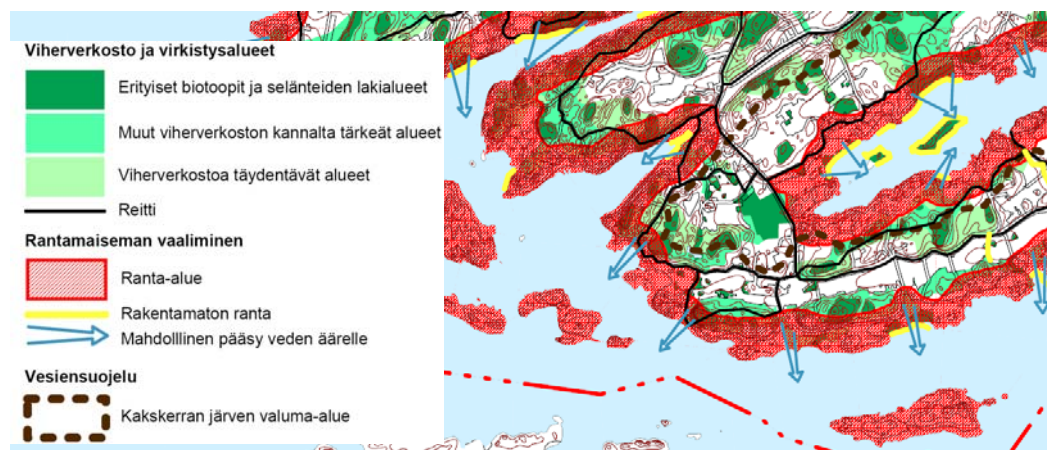 Viherverkosto ja virkistysalueet
Erityiset biotoopit ja selänteiden lakialueet
Muut viherverkoston kannalta tärkeät alueet
Viherverkostoa täydentävät alueet
Reitti
Rantamaiseman vaaliminen
Ranta-alue
Rakentamaton ranta
Mahdolllinen pääsy veden äärelle
Vesiensuojelu
Kakskerran järven valuma-alue